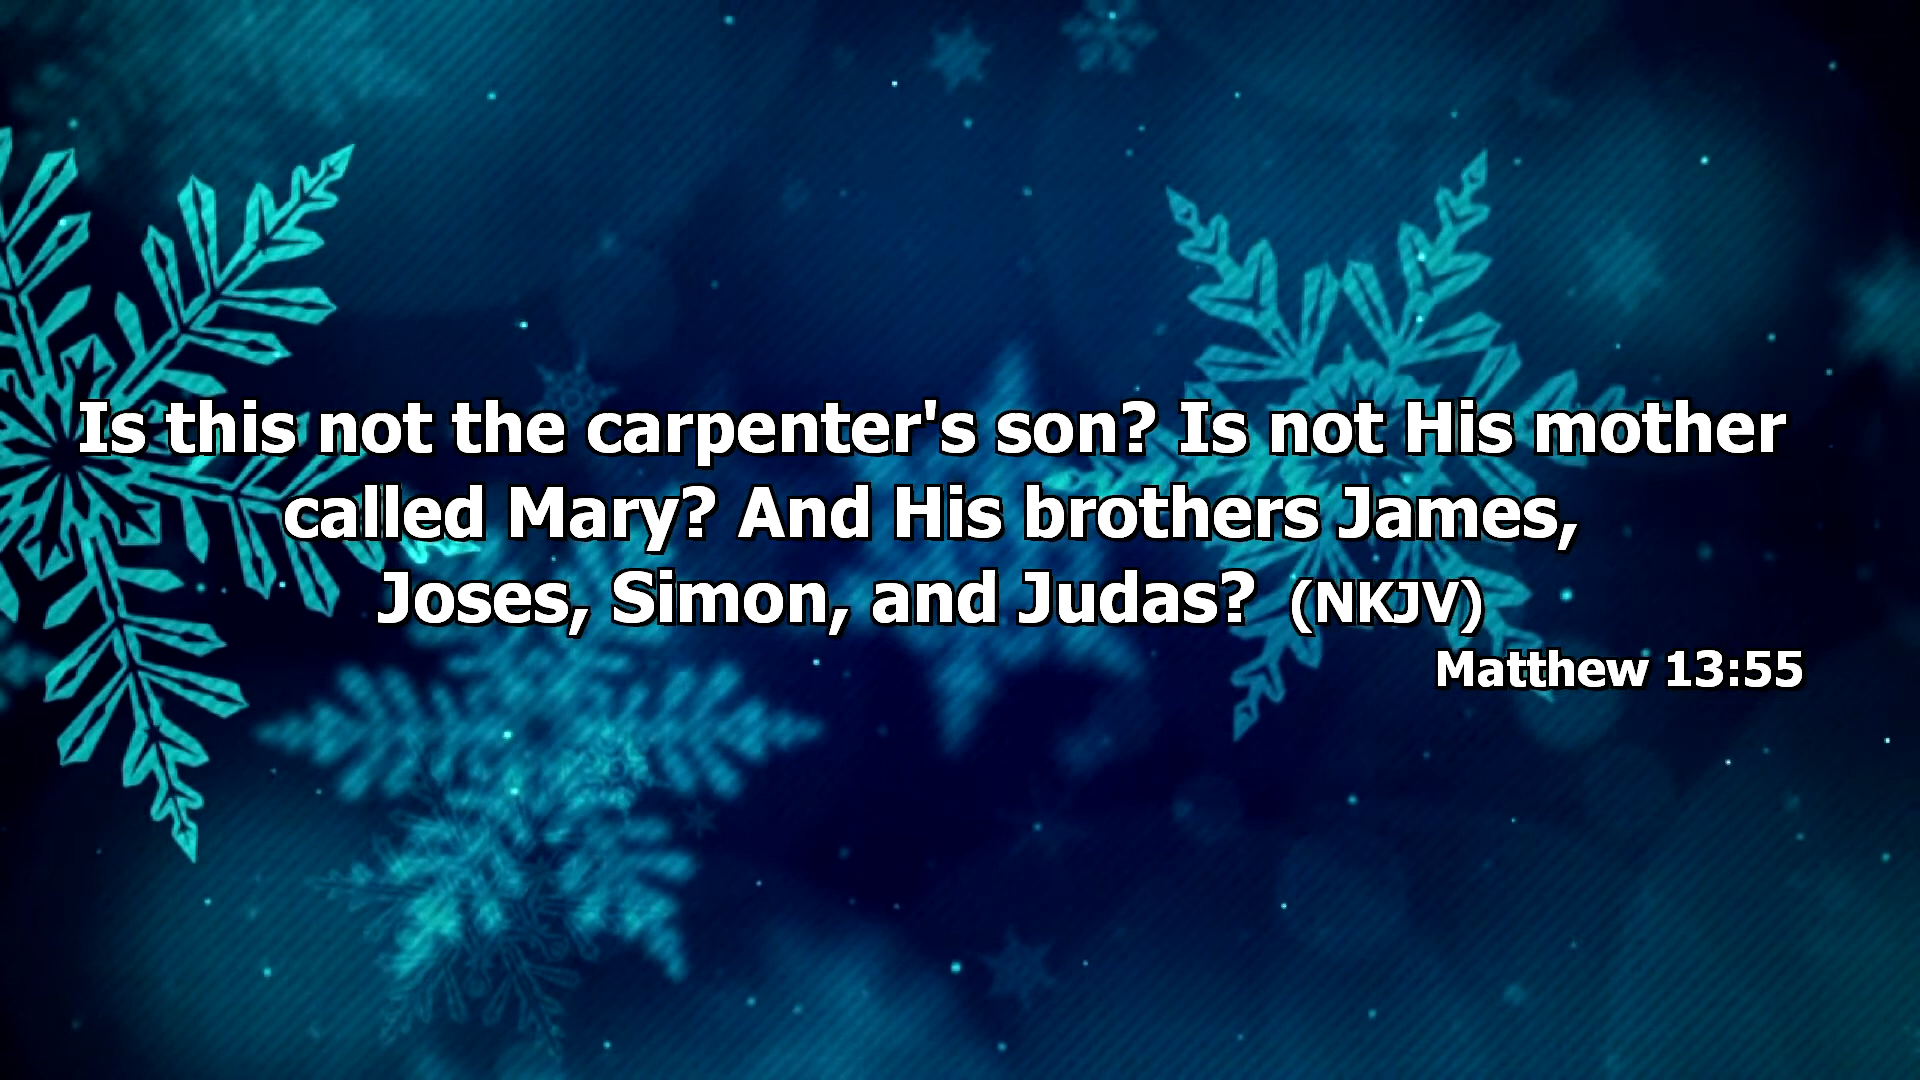 Is this not the carpenter's son? Is not His mother
called Mary? And His brothers James,
Joses, Simon, and Judas? (NKJV)
Matthew 13:55